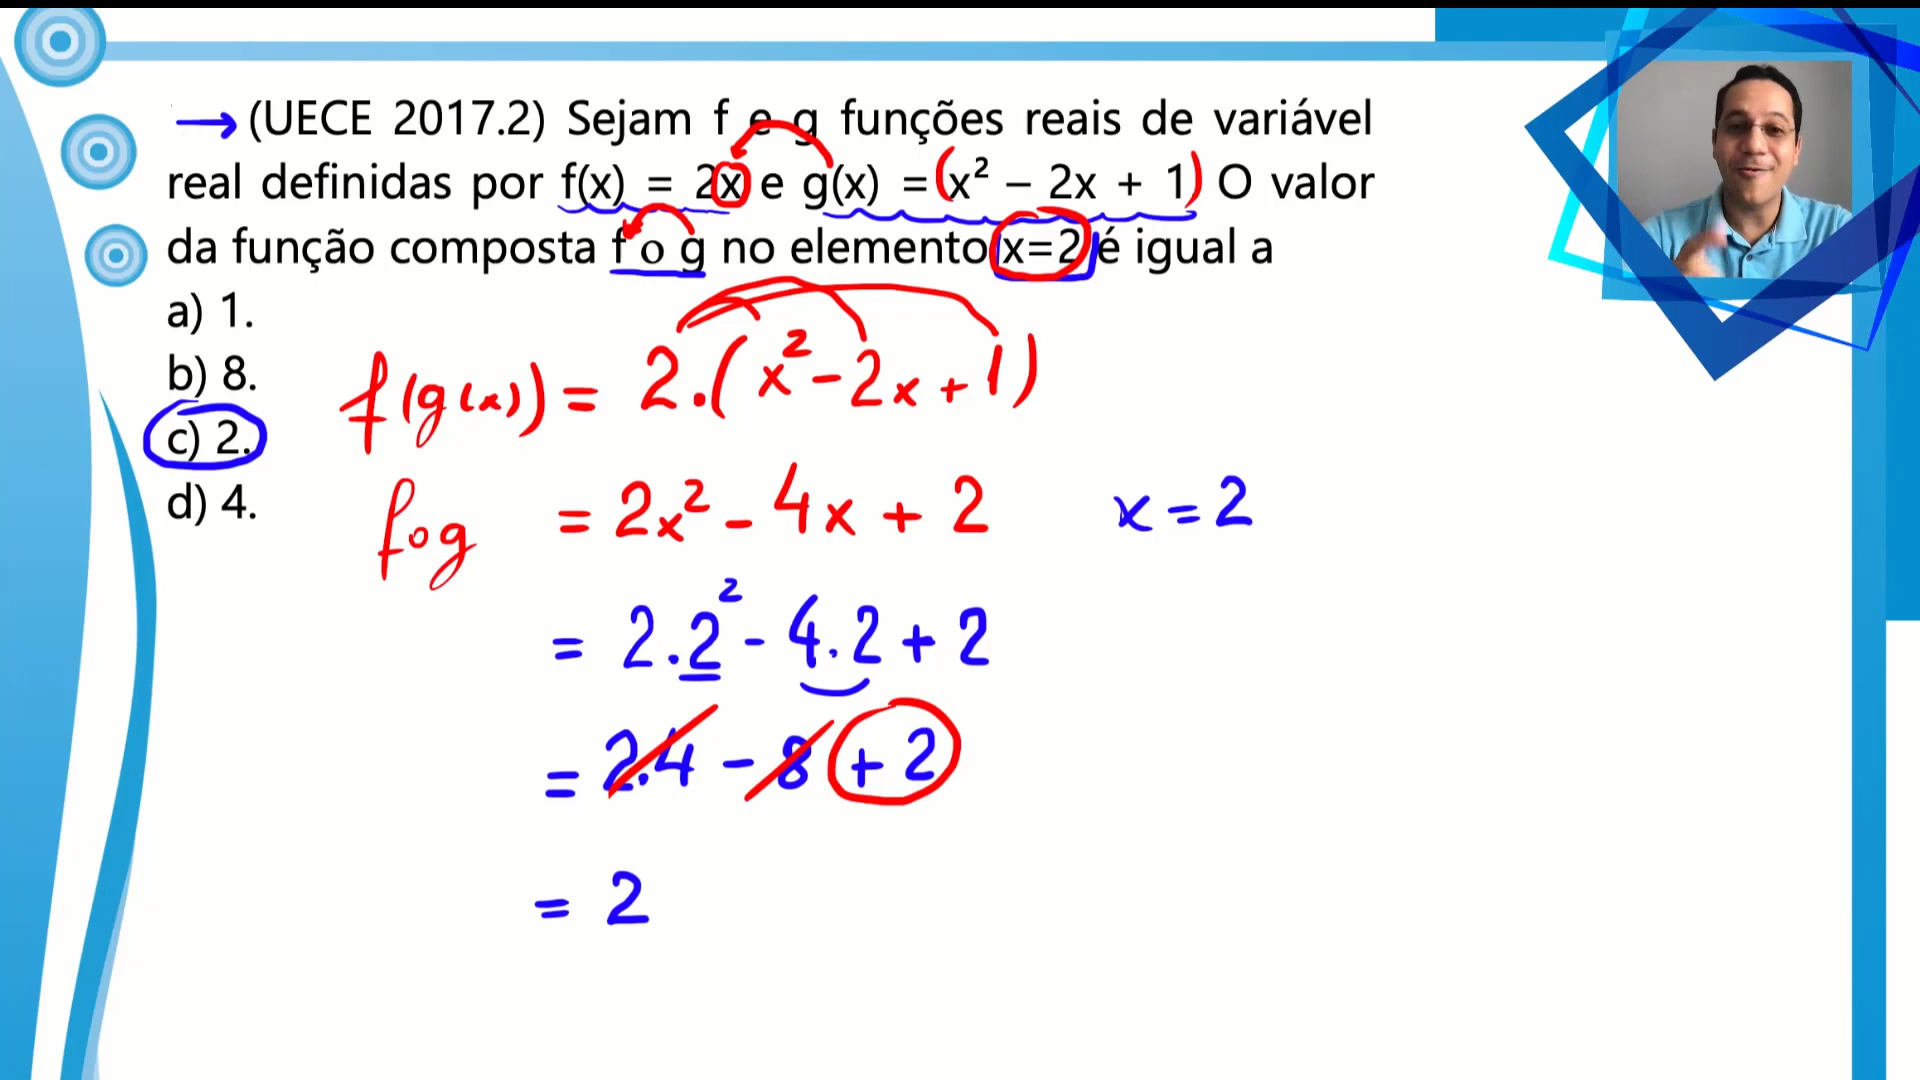 (UECE 2017.2) Sejam f e g funções reais de variável
real definidas por f(x) = 2x e g(x) = (x² – 2x + 1) O valor
da função composta f o g no elemento x=2 é igual a
a) 1.
b) 8.
c) 2.
d) 4.
f(g(x)) = 2.(x² - 2x + 1)
fog = 2x² - 4x + 2
x = 2
= 2.2² - 4.2 + 2
= 2.4 - 8 + 2
= 2